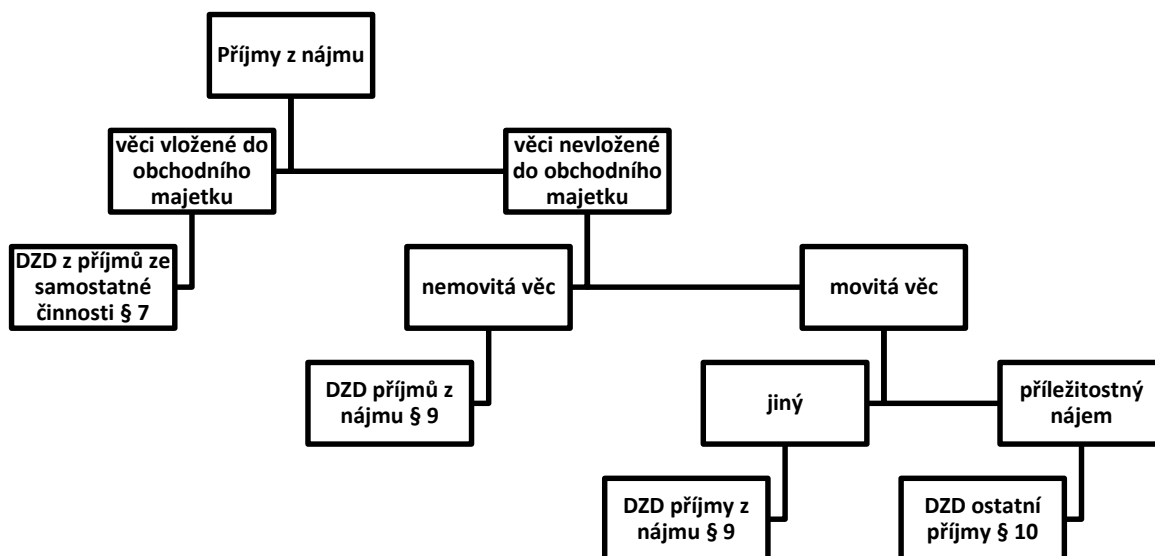 Příjmy z nájmu
věci vložené do
obchodního
majetku
věci nevložené
do obchodního
majetku
DZD z příjmů ze
samostatné
činnosti § 7
nemovitá věc
movitá věc
DZD příjmů z
nájmu § 9
jiný
příležitostný
nájem
DZD příjmy z
nájmu § 9
DZD ostatní
příjmy § 10